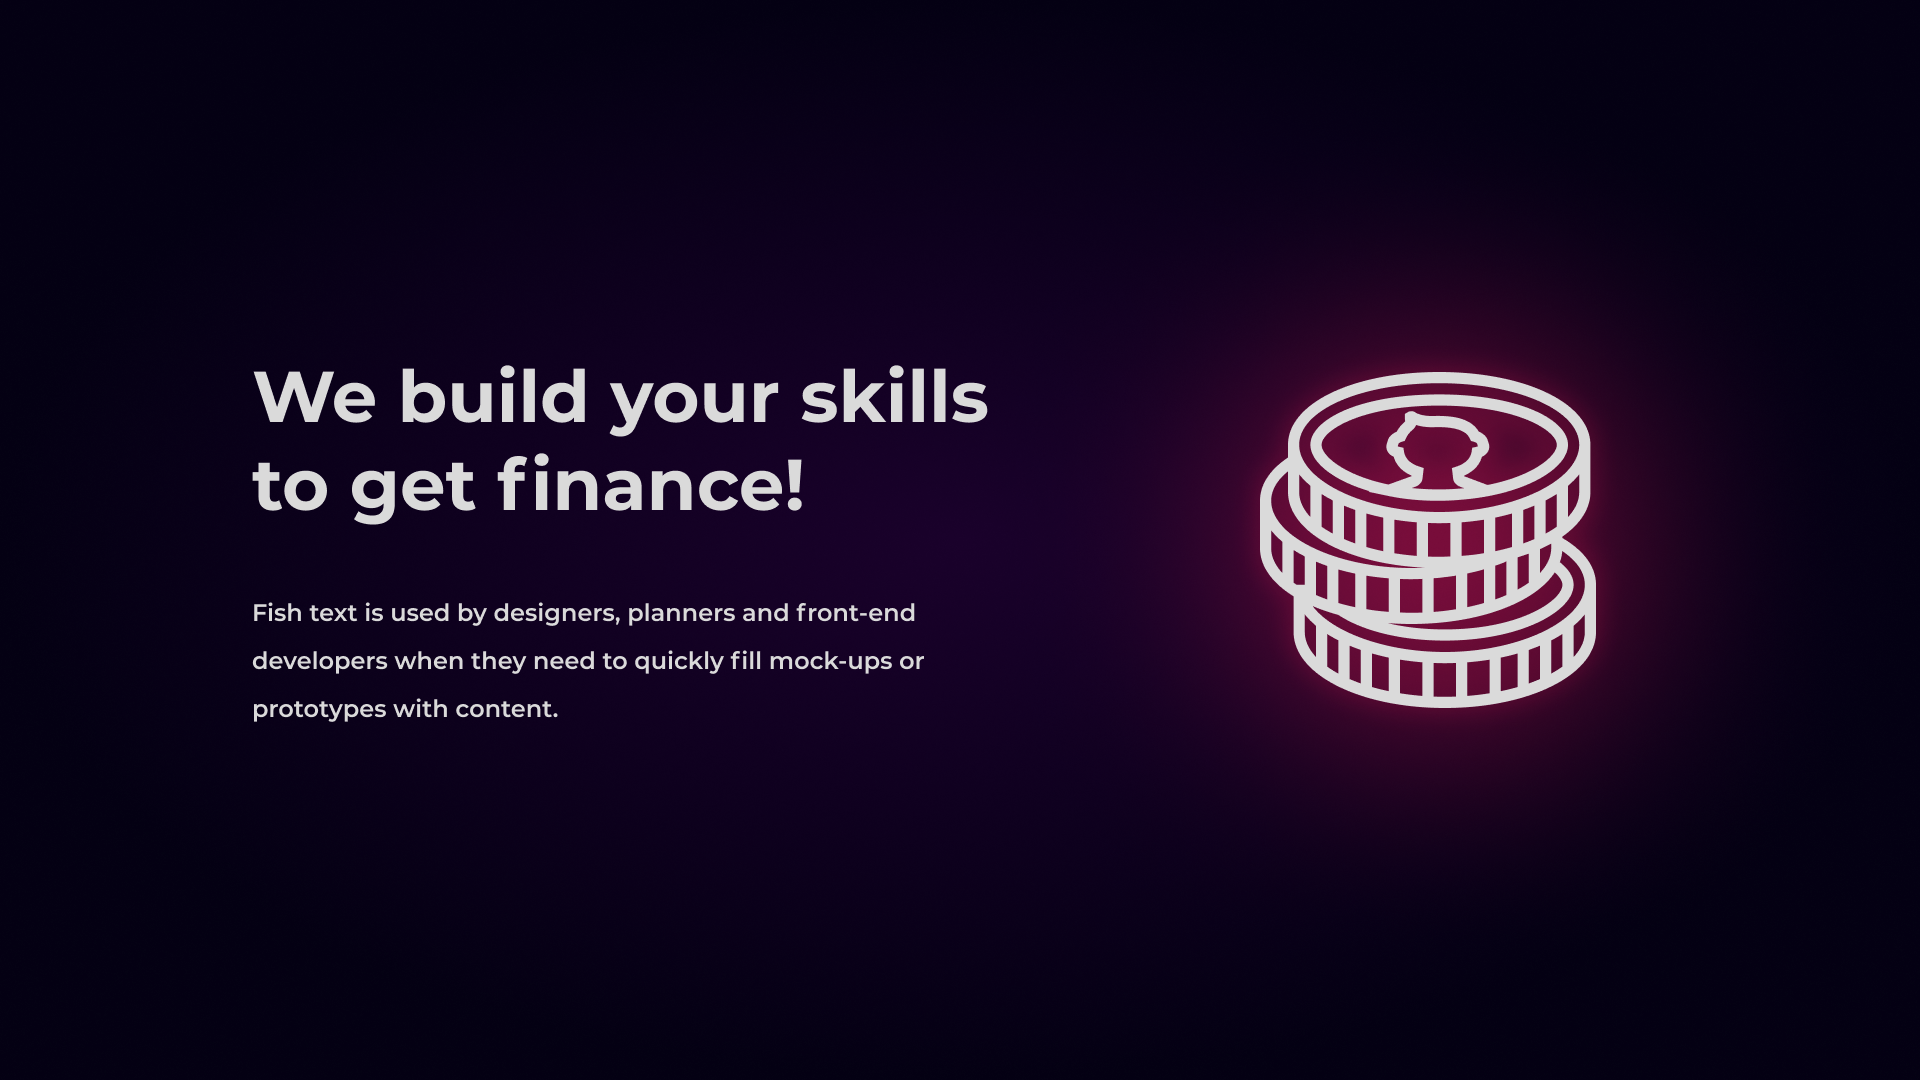 We build your skills
to get finance!
Fish text is used by designers, planners and front-end
developers when they need to quickly fill mock-ups or
prototypes with content.